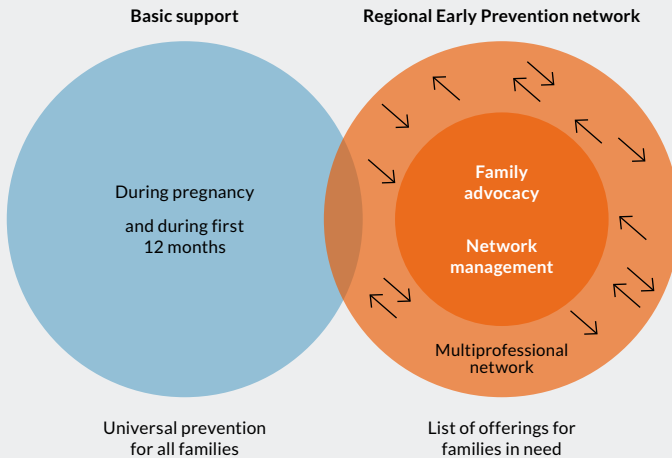 Basic support
Regional Early Prevention network
During pregnancy
and during first
12 months
Family
advocacy
Network
management
Multiprofessional
network
Universal prevention
for all families
List of offerings for
families in need